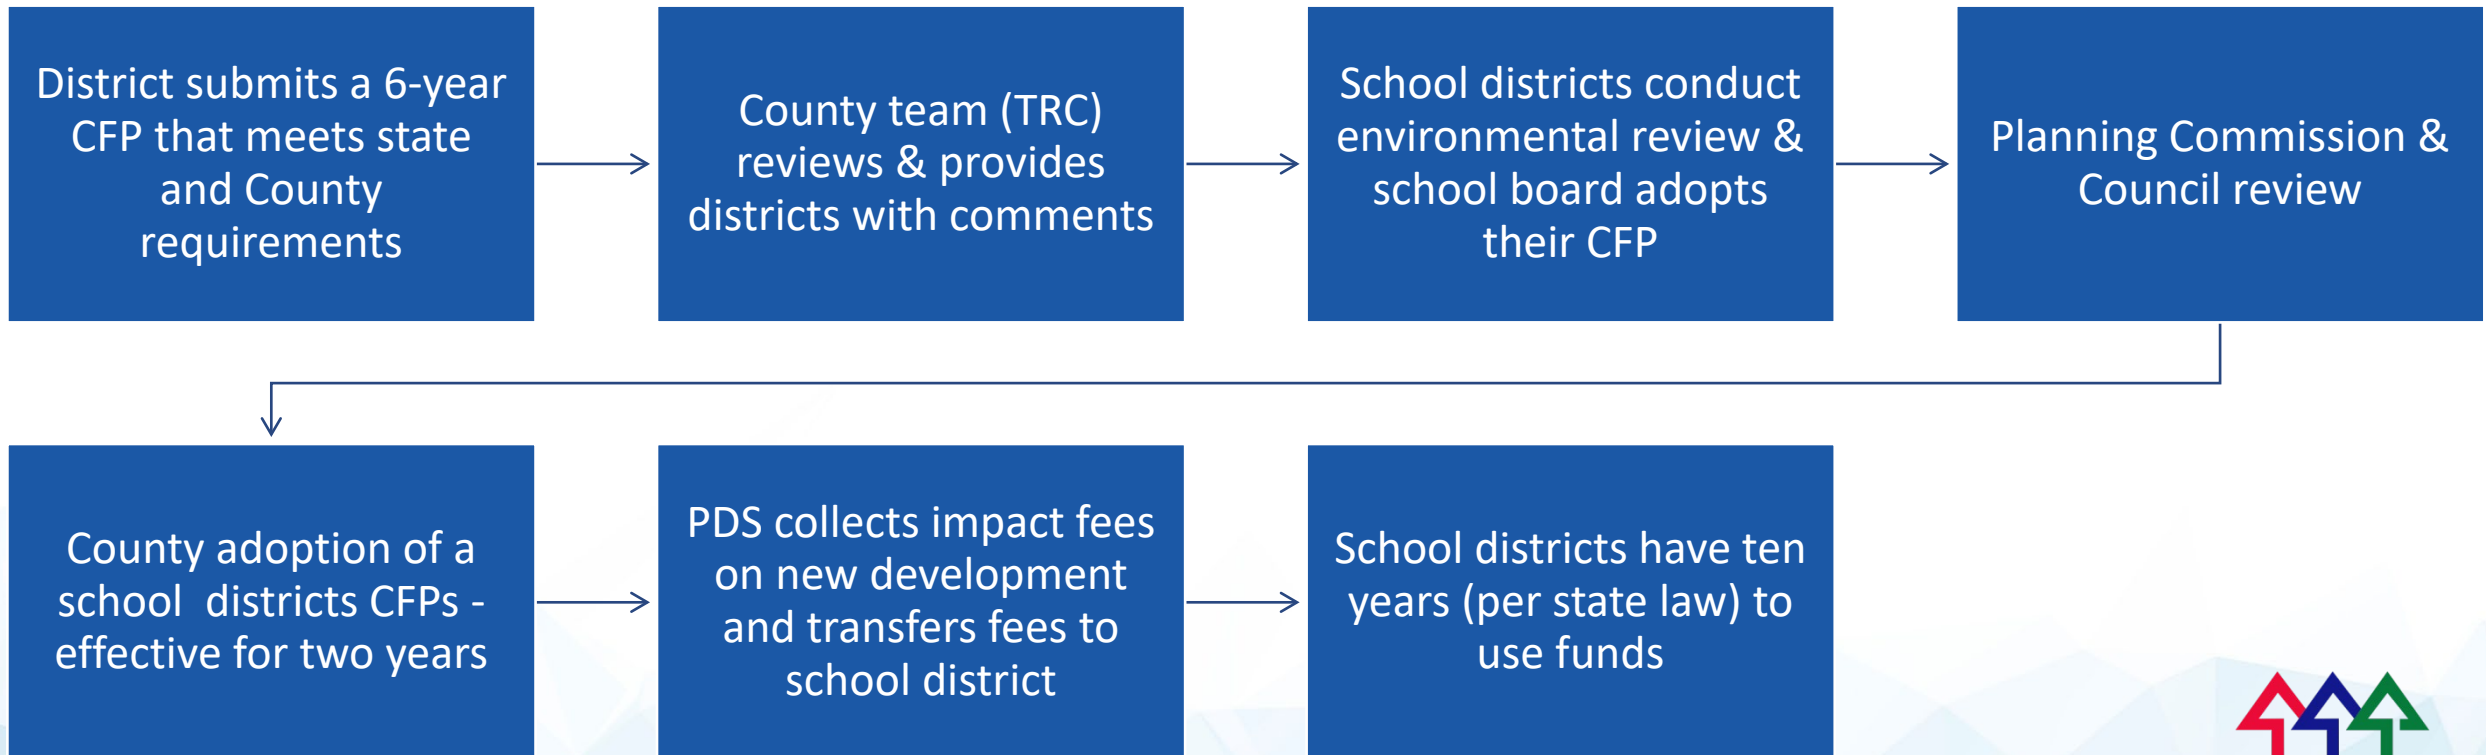 District submits a 6-year
CFP that meets state
and County
requirements
County team (TRC)
reviews & provides
districts with comments
School districts conduct
environmental review &
school board adopts
their CFP
Planning Commission &
Council review
County adoption of a
school  districts CFPs -
effective for two years
PDS collects impact fees
on new development
and transfers fees to
school district
School districts have ten
years (per state law) to
use funds